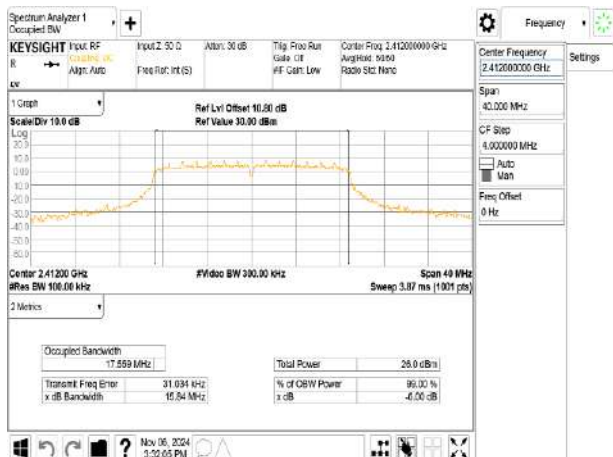 Spectrum Analyzer 1
Occupied BW
+
Frequency
KEYSIGHT Input: RF Input Z: 50 Ω Atten: 30 dB Trig: Free Run Center Freq: 2.412000000 GHz
R Coupling: DC Gate: Off Avg|Hold: 50/50
Align: Auto Freq Ref: Int (S) #IF Gain: Low Radio Std: None
Center Frequency
2.412000000 GHz
Settings
Span
40.000 MHz
CF Step
4.000000 MHz
Auto
Man
Freq Offset
0 Hz
1 Graph
Ref Lvl Offset 10.80 dB
Scale/Div 10.0 dB Ref Value 30.00 dBm
Log
20.0
10.0
0.00
-10.0
-20.0
-30.0
-40.0
-50.0
-60.0
Center 2.41200 GHz #Video BW 300.00 kHz Span 40 MHz
#Res BW 100.00 kHz Sweep 3.87 ms (1001 pts)
2 Metrics
Occupied Bandwidth
17.559 MHz
Total Power 26.0 dBm
Transmit Freq Error 31.034 kHz % of OBW Power 99.00 %
x dB Bandwidth 15.84 MHz x dB -6.00 dB
?
Nov 06, 2024
3:32:05 PM